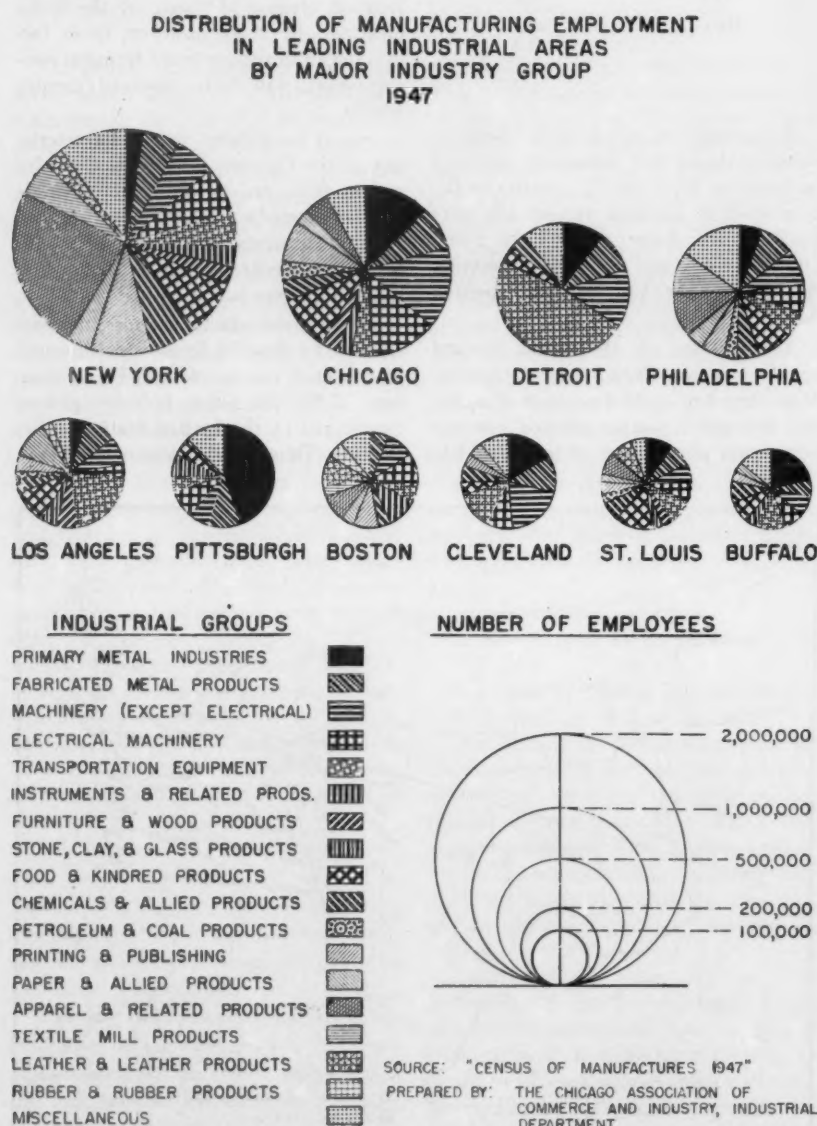 DISTRIBUTION OF MANUFACTURING EMPLOYMENT
IN LEADING INDUSTRIAL AREAS
BY MAJOR INDUSTRY GROUP
1947
NEW YORK
CHICAGO
DETROIT
PHILADELPHIA
LOS ANGELES
PITTSBURGH
BOSTON
CLEVELAND
ST. LOUIS
BUFFALO
INDUSTRIAL GROUPS
PRIMARY METAL INDUSTRIES
FABRICATED METAL PRODUCTS
MACHINERY (EXCEPT ELECTRICAL)
ELECTRICAL MACHINERY
TRANSPORTATION EQUIPMENT
INSTRUMENTS & RELATED PRODS.
FURNITURE & WOOD PRODUCTS
STONE, CLAY, & GLASS PRODUCTS
FOOD & KINDRED PRODUCTS
CHEMICALS & ALLIED PRODUCTS
PETROLEUM & COAL PRODUCTS
PRINTING & PUBLISHING
PAPER & ALLIED PRODUCTS
APPAREL & RELATED PRODUCTS
TEXTILE MILL PRODUCTS
LEATHER & LEATHER PRODUCTS
RUBBER & RUBBER PRODUCTS
MISCELLANEOUS
NUMBER OF EMPLOYEES
2,000,000
1,000,000
500,000
200,000
100,000
SOURCE: "CENSUS OF MANUFACTURES 1947"
PREPARED BY: THE CHICAGO ASSOCIATION OF
COMMERCE AND INDUSTRY, INDUSTRIAL
DEPARTMENT